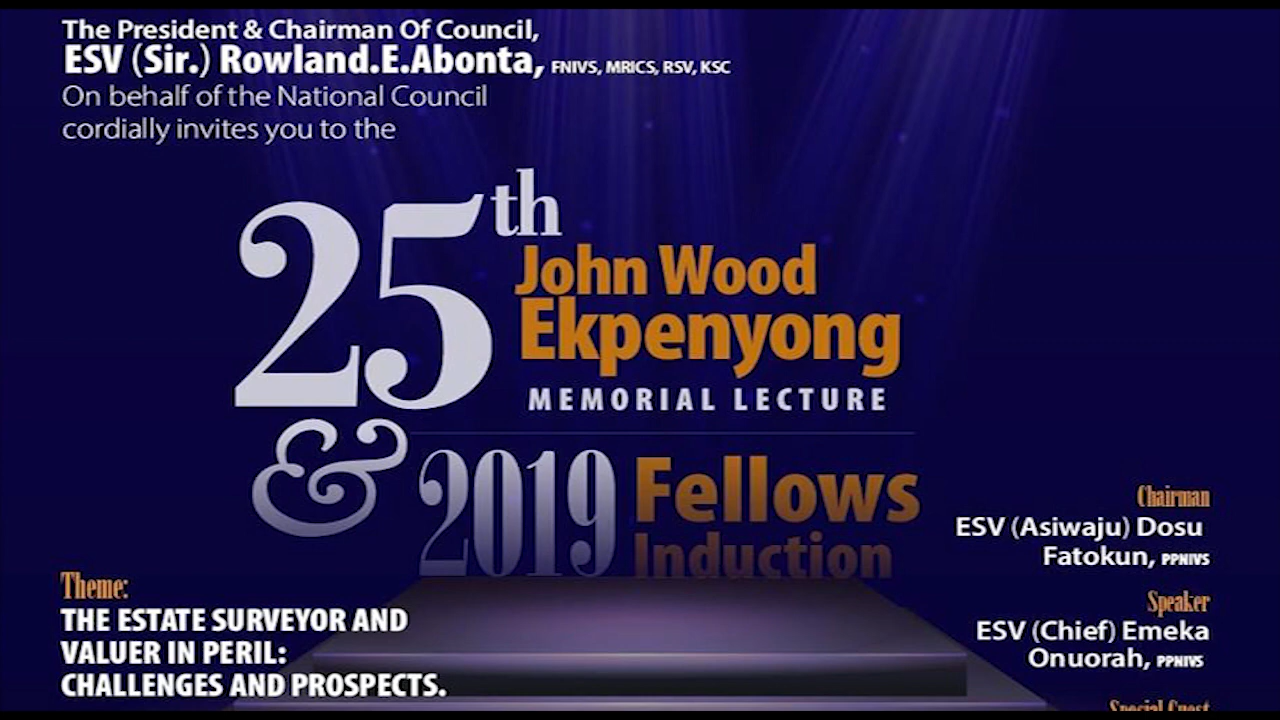 The President & Chairman Of Council,
ESV (Sir.) Rowland.E.Abonta, FNIVS, MRICS, RSV, KSC
On behalf of the National Council
cordially invites you to the
25th
John Wood
Ekpenyong
MEMORIAL LECTURE
& 2019 Fellows
Induction
Theme:
THE ESTATE SURVEYOR AND
VALUER IN PERIL:
CHALLENGES AND PROSPECTS.
Chairman
ESV (Asiwaju) Dosu
Fatokun, PPNIVS
Speaker
ESV (Chief) Emeka
Onuorah, PPNIVS
Special Guest